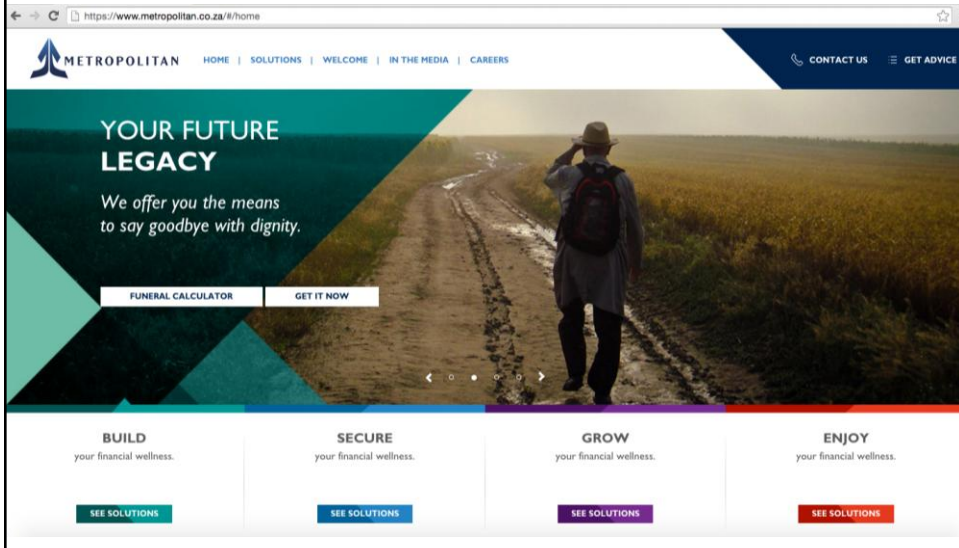 https://www.metropolitan.co.za/#/home
METROPOLITAN HOME | SOLUTIONS | WELCOME | IN THE MEDIA | CAREERS CONTACT US GET ADVICE
YOUR FUTURE
LEGACY
We offer you the means
to say goodbye with dignity.
FUNERAL CALCULATOR GET IT NOW
BUILD SECURE GROW ENJOY
your financial wellness. your financial wellness. your financial wellness. your financial wellness.
SEE SOLUTIONS SEE SOLUTIONS SEE SOLUTIONS SEE SOLUTIONS